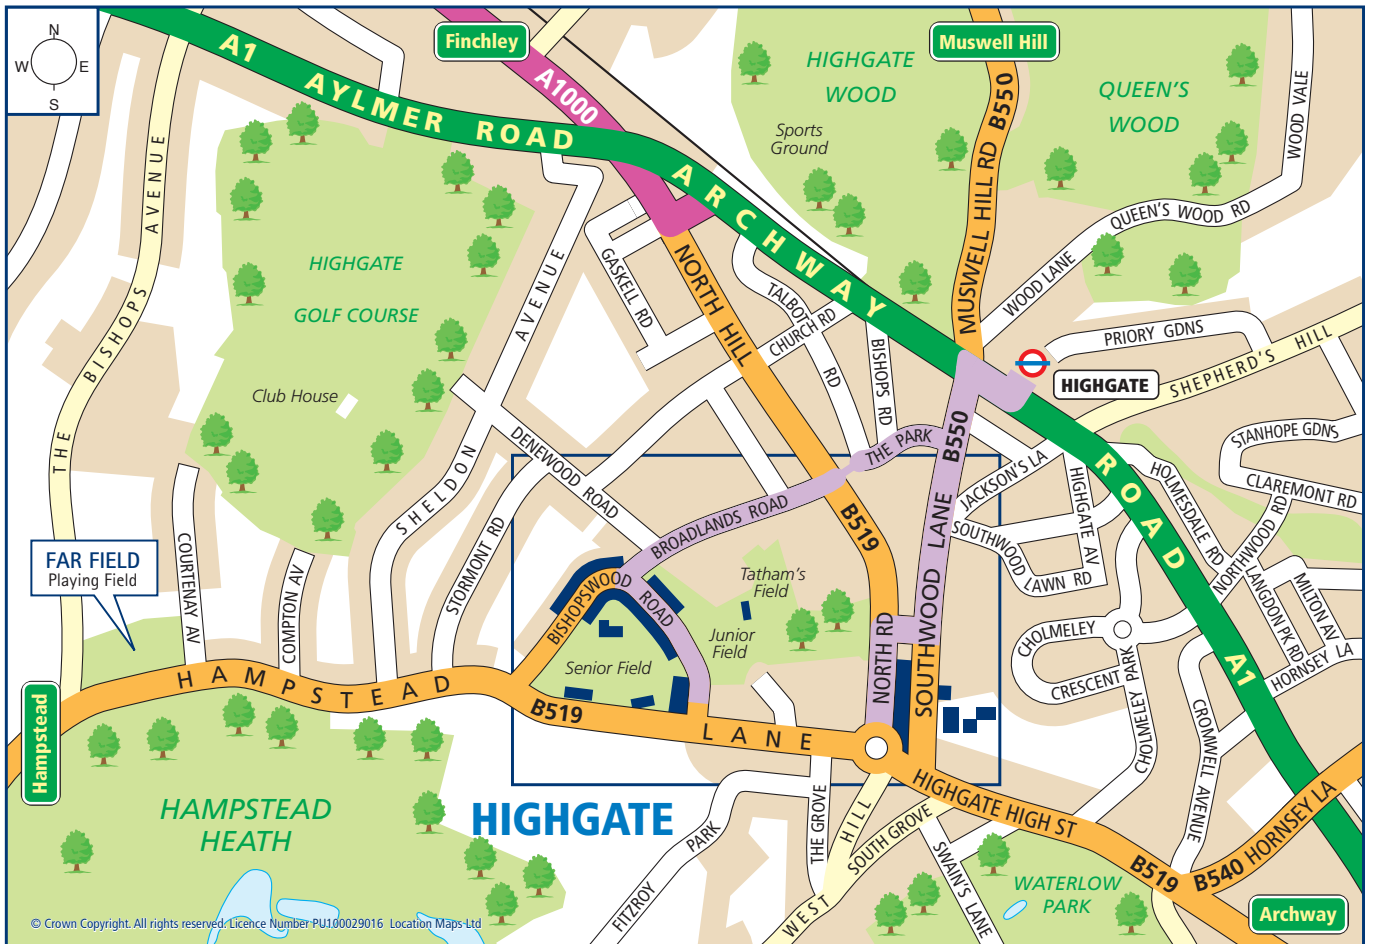 N
W E
S
A1 AYLMER ROAD
Finchley
A1000
Muswell Hill
HIGHGATE
WOOD
Sports
Ground
MUSWELL HILL RD B550
QUEEN'S
WOOD
WOOD VALE
QUEEN'S WOOD RD
WOOD LANE
THE BISHOPS AVENUE
HIGHGATE
GOLF COURSE
Club House
SHELDON AVENUE
GASKELL RD
NORTH HILL
TALBOT RD
CHURCH RD
BISHOPS RD
ARCHWAY ROAD
PRIORY GDNS
HIGHGATE
SHEPHERD'S HILL
STANHOPE GDNS
CLAREMONT RD
DENEWOOD ROAD
STORMONT RD
BROADLANDS ROAD
THE PARK
B550
B519
JACKSON'S LA
HIGHGATE AV
HOLMESDALE RD
NORTHWOOD RD
SOUTHWOOD LAWN RD
LANGDON PK RD
MILTON AV
HORNSEY LA
A1
FAR FIELD
Playing Field
COURTENAY AV
COMPTON AV
BISHOPSWOOD ROAD
Tatham's
Field
Junior
Field
Senior Field
NORTH RD
SOUTHWOOD LANE
CHOLMELEY
CRESCENT
CHOLMELEY PARK
CROMWELL AVENUE
Hampstead
HAMPSTEAD LANE
B519
HAMPSTEAD
HEATH
HIGHGATE
HIGHGATE HIGH ST
B519
B540 HORNSEY LA
FITZROY PARK
THE GROVE
WEST HILL
SOUTH GROVE
SWAIN'S LANE
WATERLOW
PARK
Archway
© Crown Copyright. All rights reserved. Licence Number PU100029016 Location Maps Ltd